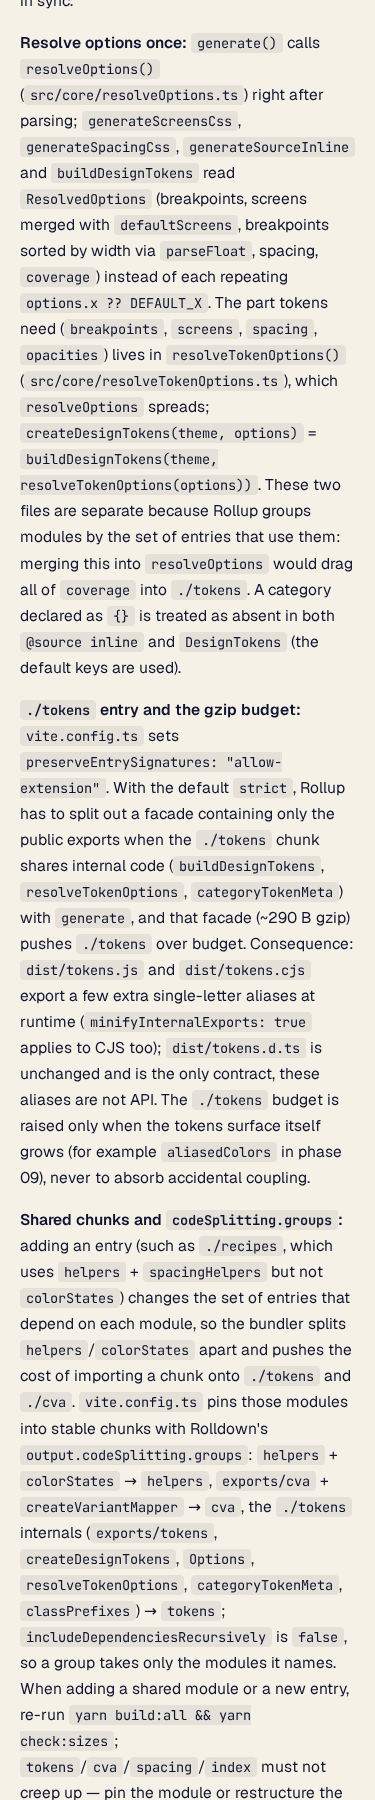 in sync.
Resolve options once: generate() calls
resolveOptions()
(src/core/resolveOptions.ts) right after
parsing; generateScreensCss,
generateSpacingCss, generateSourceInline
and buildDesignTokens read
ResolvedOptions (breakpoints, screens
merged with defaultScreens, breakpoints
sorted by width via parseFloat, spacing,
coverage) instead of each repeating
options.x ?? DEFAULT_X. The part tokens
need (breakpoints, screens, spacing,
opacities) lives in resolveTokenOptions()
(src/core/resolveTokenOptions.ts), which
resolveOptions spreads;
createDesignTokens(theme, options) =
buildDesignTokens(theme,
resolveTokenOptions(options)). These two
files are separate because Rollup groups
modules by the set of entries that use them:
merging this into resolveOptions would drag
all of coverage into ./tokens. A category
declared as {} is treated as absent in both
@source inline and DesignTokens (the
default keys are used).
./tokens entry and the gzip budget:
vite.config.ts sets
preserveEntrySignatures: "allow-
extension". With the default strict, Rollup
has to split out a facade containing only the
public exports when the ./tokens chunk
shares internal code (buildDesignTokens,
resolveTokenOptions, categoryTokenMeta)
with generate, and that facade (~290 B gzip)
pushes ./tokens over budget. Consequence:
dist/tokens.js and dist/tokens.cjs
export a few extra single-letter aliases at
runtime (minifyInternalExports: true
applies to CJS too); dist/tokens.d.ts is
unchanged and is the only contract, these
aliases are not API. The ./tokens budget is
raised only when the tokens surface itself
grows (for example aliasedColors in phase
09), never to absorb accidental coupling.
Shared chunks and codeSplitting.groups:
adding an entry (such as ./recipes, which
uses helpers + spacingHelpers but not
colorStates) changes the set of entries that
depend on each module, so the bundler splits
helpers/colorStates apart and pushes the
cost of importing a chunk onto ./tokens and
./cva. vite.config.ts pins those modules
into stable chunks with Rolldown's
output.codeSplitting.groups: helpers +
colorStates → helpers, exports/cva +
createVariantMapper → cva, the ./tokens
internals (exports/tokens,
createDesignTokens, Options,
resolveTokenOptions, categoryTokenMeta,
classPrefixes) → tokens;
includeDependenciesRecursively is false,
so a group takes only the modules it names.
When adding a shared module or a new entry,
re-run yarn build:all && yarn
check:sizes;
tokens/cva/spacing/index must not
creep up — pin the module or restructure the